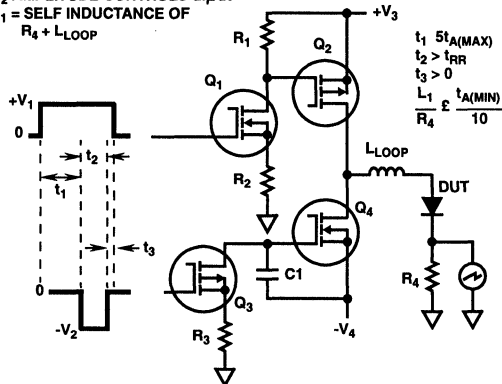 1 = SELF INDUCTANCE OF
R4 + LLOOP
+V1
0
t2
t1
t3
0
-V2
R1
Q1
R2
Q2
+V3
Q3
R3
C1
Q4
-V4
LLOOP
DUT
R4
t1 5tA(MAX)
t2 > tRR
t3 > 0
L1
R4 £ tA(MIN)
10